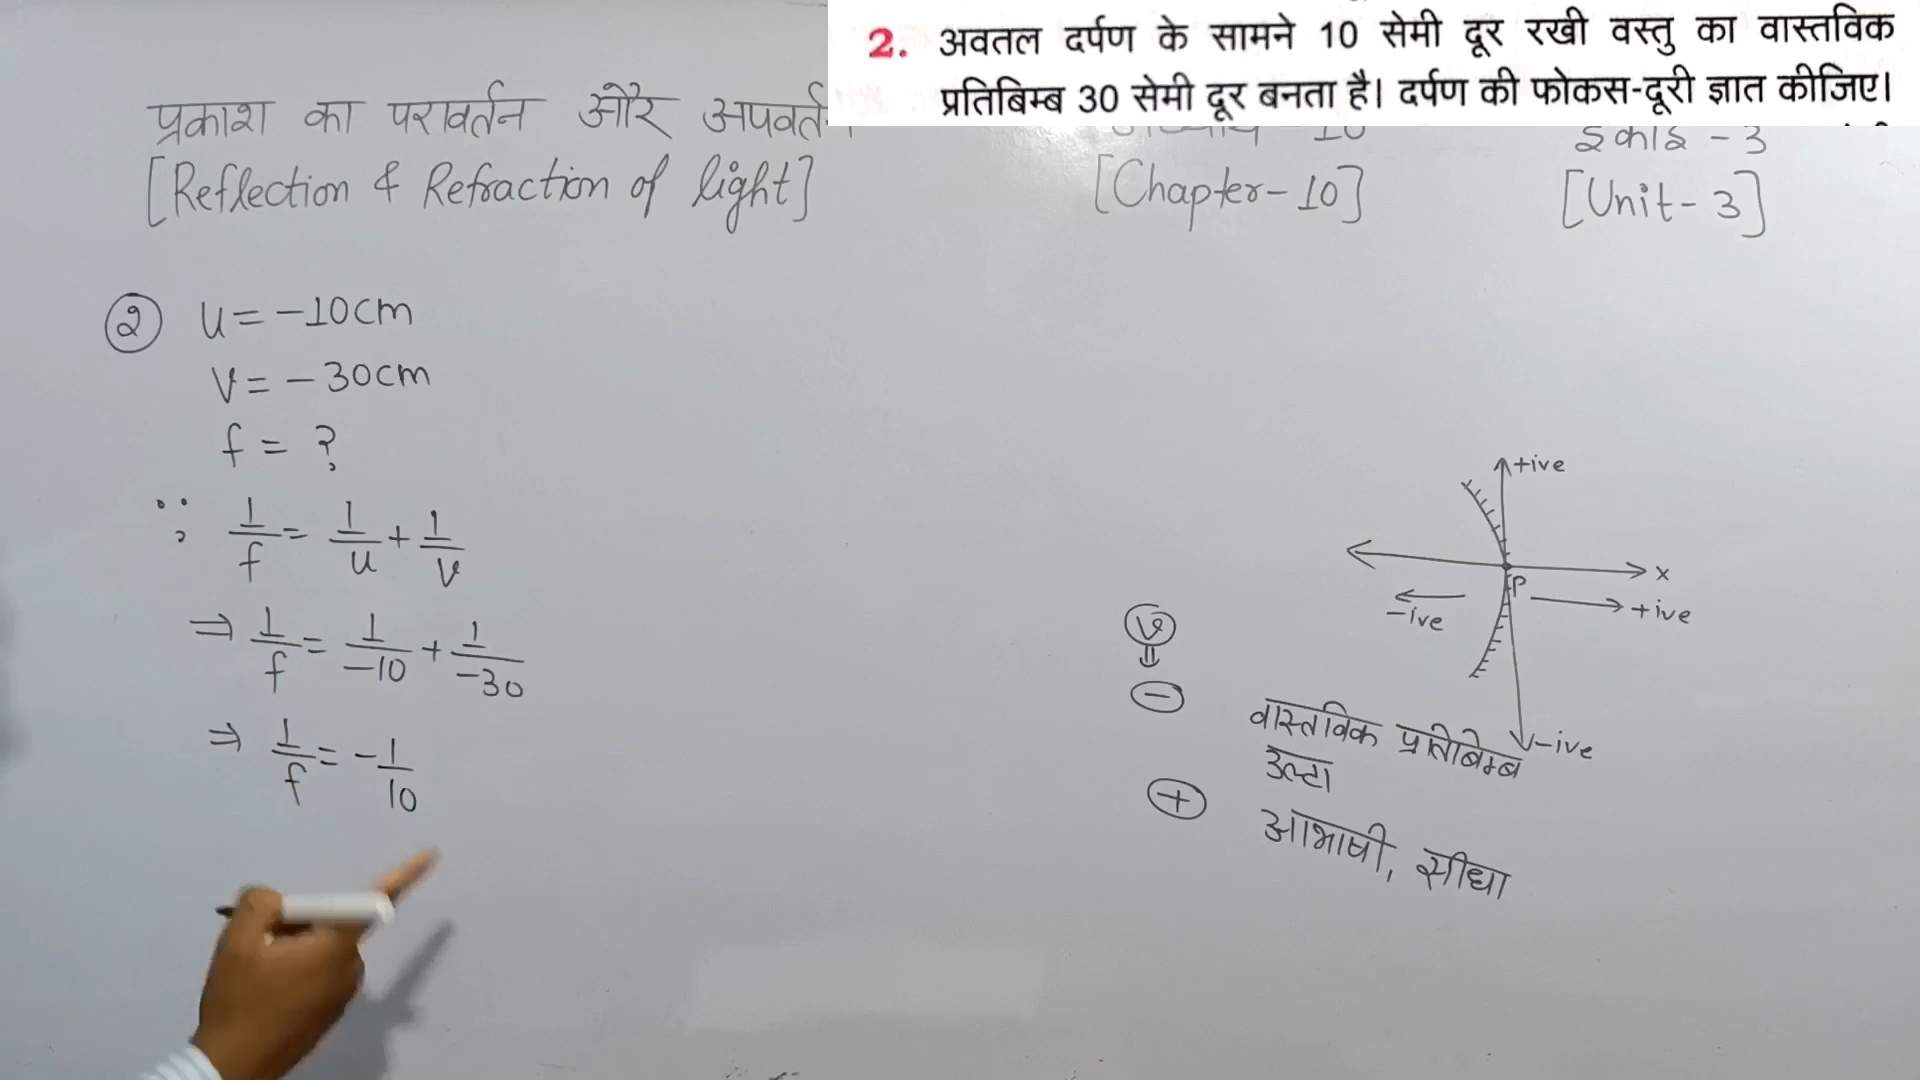 2. अवतल दर्पण के सामने 10 सेमी दूर रखी वस्तु का वास्तविक
प्रतिबिम्ब 30 सेमी दूर बनता है। दर्पण की फोकस-दूरी ज्ञात कीजिए।
प्रकाश का परावर्तन और
[Reflection & Refraction of light]
[Chapter-10]
इकाई - 3
[Unit-3]
② u = -10cm
v = -30cm
f = ?
∵ 1/f = 1/u + 1/v
⇒ 1/f = 1/-10 + 1/-30
⇒ 1/f = -1/10
+ive
x
P
-ive
+ive
-ive
v
⇓
⊖ वास्तविक प्रतिबिम्ब
उल्टा
⊕ आभाषी, सीधा